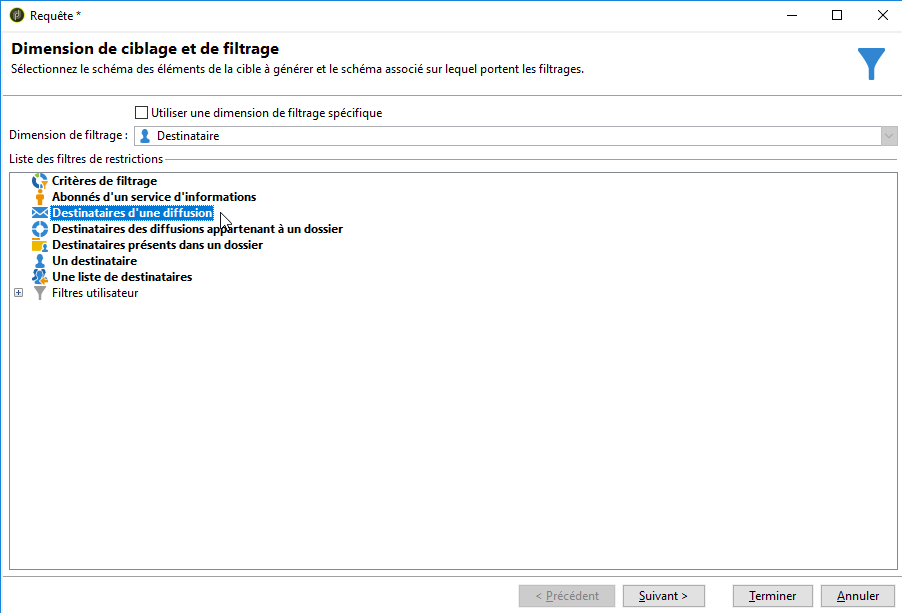 Requête *
Dimension de ciblage et de filtrage
Sélectionnez le schéma des éléments de la cible à générer et le schéma associé sur lequel portent les filtrages.
Utiliser une dimension de filtrage spécifique
Dimension de filtrage : Destinataire
Liste des filtres de restrictions
Critères de filtrage
Abonnés d'un service d'informations
Destinataires d'une diffusion
Destinataires des diffusions appartenant à un dossier
Destinataires présents dans un dossier
Un destinataire
Une liste de destinataires
Filtres utilisateur
< Précédent Suivant > Terminer Annuler